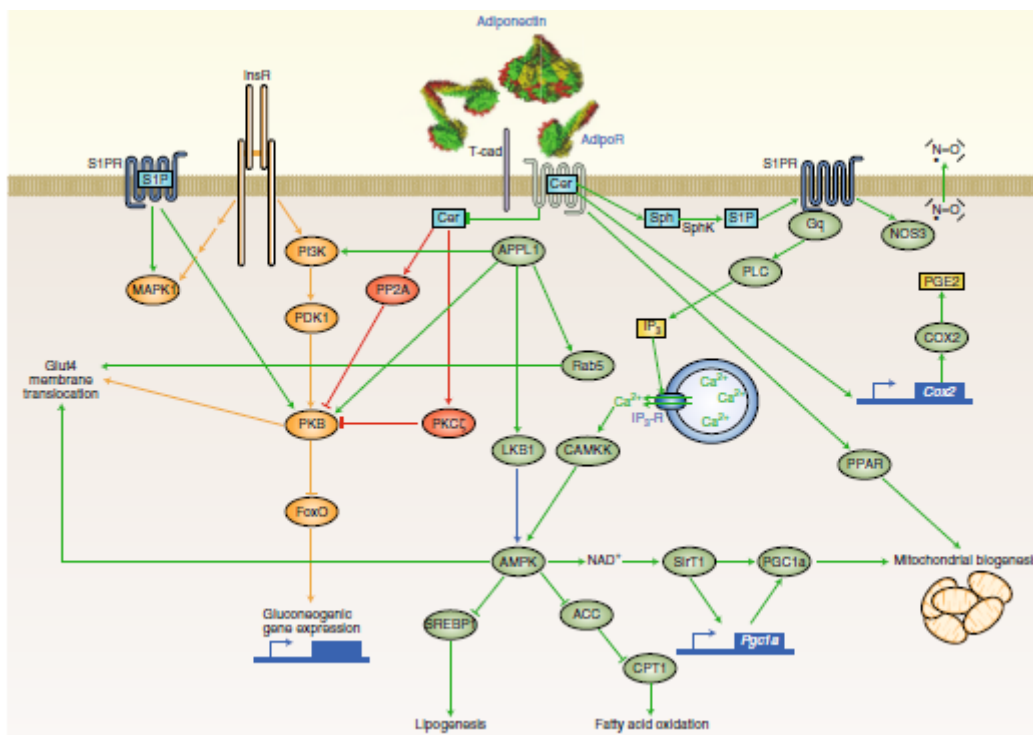 Adiponectin
InsR
AdipoR
T-cad
S1PR
S1P
Cer
S1PR
N=O
N=O
Cer
Sph
SphK
S1P
Gq
NOS3
PI3K
APPL1
PLC
MAPK1
PP2A
PGE2
PDK1
IP3
COX2
Rab5
Glut4
membrane
translocation
Ca2+
Ca2+
Ca2+
Ca2+
Cox2
IP3-R
PKB
PKCζ
LKB1
CAMKK
PPAR
FoxO
AMPK
NAD+
SirT1
PGC1a
Mitochondrial biogenesis
Gluconeogenic
gene expression
SREBP1
ACC
Pgc1a
CPT1
Lipogenesis
Fatty acid oxidation